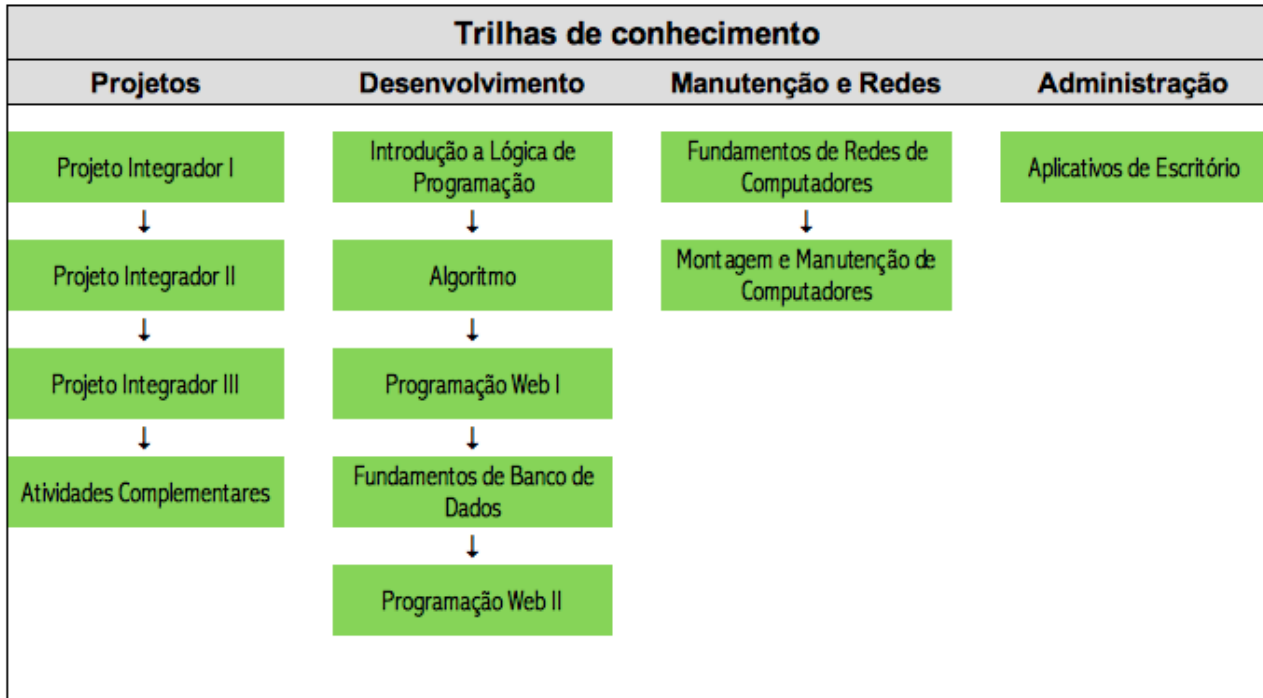 Trilhas de conhecimento
Projetos
Desenvolvimento
Manutenção e Redes
Administração
Projeto Integrador I
Introdução a Lógica de
Programação
Fundamentos de Redes de
Computadores
Aplicativos de Escritório
↓
↓
↓
Projeto Integrador II
Algoritmo
Montagem e Manutenção de
Computadores
↓
↓
Projeto Integrador III
Programação Web I
↓
↓
Atividades Complementares
Fundamentos de Banco de
Dados
↓
Programação Web II